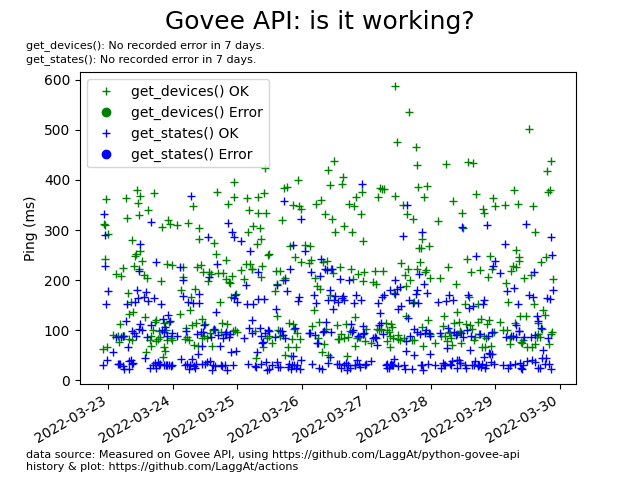 Govee API: is it working?
get_devices(): No recorded error in 7 days.
get_states(): No recorded error in 7 days.
600
500
400
300
200
100
0
Ping (ms)
get_devices() OK
get_devices() Error
get_states() OK
get_states() Error
2022-03-23
2022-03-24
2022-03-25
2022-03-26
2022-03-27
2022-03-28
2022-03-29
2022-03-30
data source: Measured on Govee API, using https://github.com/LaggAt/python-govee-api
history & plot: https://github.com/LaggAt/actions